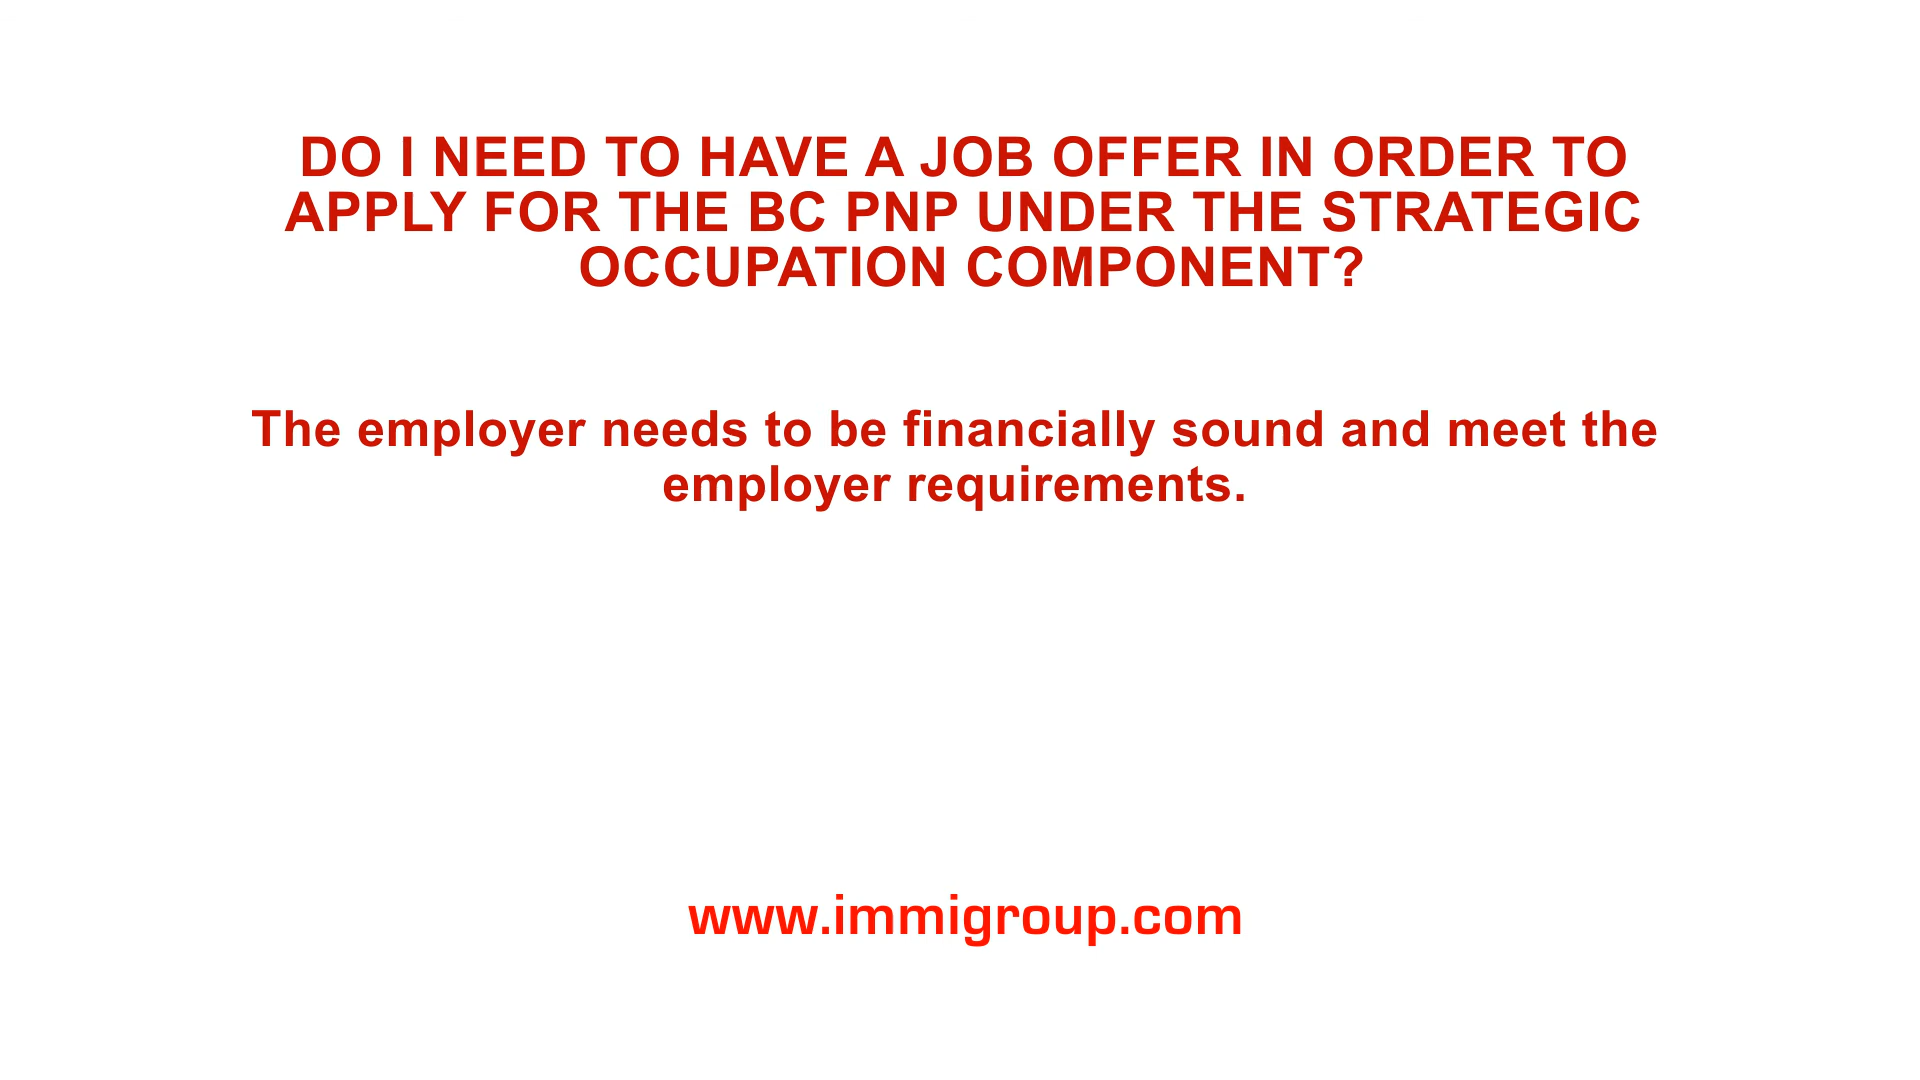 DO I NEED TO HAVE A JOB OFFER IN ORDER TO
APPLY FOR THE BC PNP UNDER THE STRATEGIC
OCCUPATION COMPONENT?
The employer needs to be financially sound and meet the
employer requirements.
www.immigroup.com